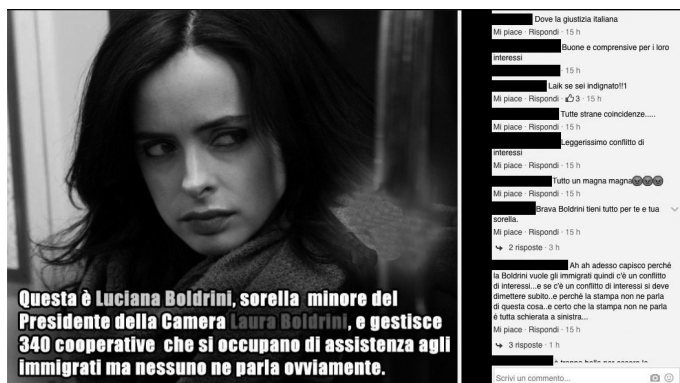 Questa è Luciana Boldrini, sorella minore del
Presidente della Camera Laura Boldrini, e gestisce
340 cooperative che si occupano di assistenza agli
immigrati ma nessuno ne parla ovviamente.
Dove la giustizia italiana
Mi piace · Rispondi · 15 h
Buone e comprensive per i loro
interessi
· 15 h
Laik se sei indignato!!1
Mi piace · Rispondi · 3 · 15 h
Tutte strane coincidenze.....
Mi piace · Rispondi · 15 h
Leggerissimo conflitto di
interessi
Mi piace · Rispondi · 15 h
Tutto un magna magna😡😡😡
Mi piace · Rispondi · 15 h
Brava Boldrini tieni tutto per te e tua
sorella.
Mi piace · Rispondi · 15 h
2 risposte · 3 h
Ah ah adesso capisco perché
la Boldrini vuole gli immigrati quindi c'è un conflitto
di interessi...e se c'è un conflitto di interessi si deve
dimettere subito..e perché la stampa non ne parla
di questa cosa..e certo che la stampa non ne parla
è tutta schierata a sinistra...
Mi piace · Rispondi · 15 h
3 risposte · 1 h
Scrivi un commento...